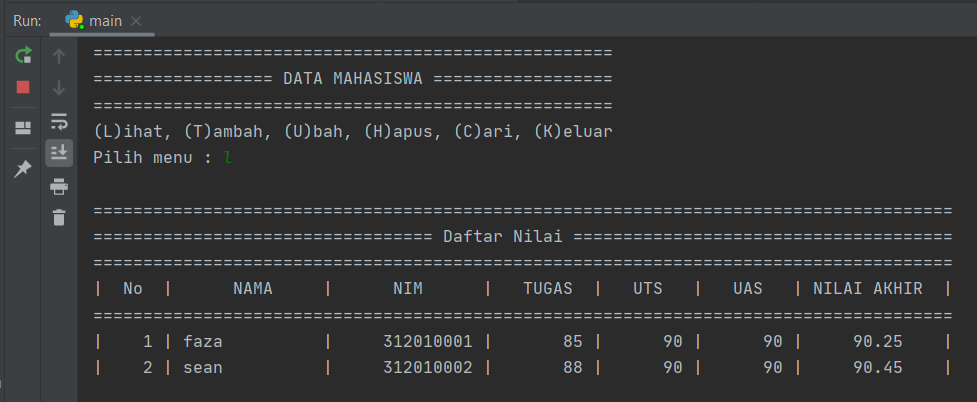 Run: main
====================================================
================== DATA MAHASISWA ==================
====================================================
(L)ihat, (T)ambah, (U)bah, (H)apus, (C)ari, (K)eluar
Pilih menu : l
======================================================================================
================================== Daftar Nilai ======================================
======================================================================================
|  No  |      NAMA     |      NIM      |   TUGAS  |   UTS   |   UAS   | NILAI AKHIR  |
======================================================================================
|    1 | faza          |     312010001 |       85 |      90 |      90 |     90.25    |
|    2 | sean          |     312010002 |       88 |      90 |      90 |     90.45    |